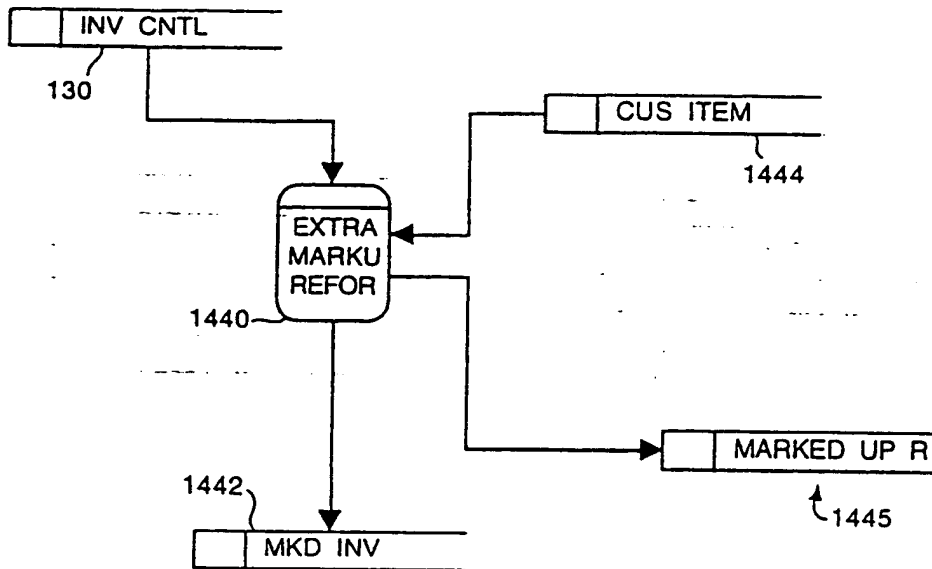 INV CNTL
130
CUS ITEM
1444
EXTRA
MARKU
REFOR
1440
MARKED UP R
1445
1442
MKD INV